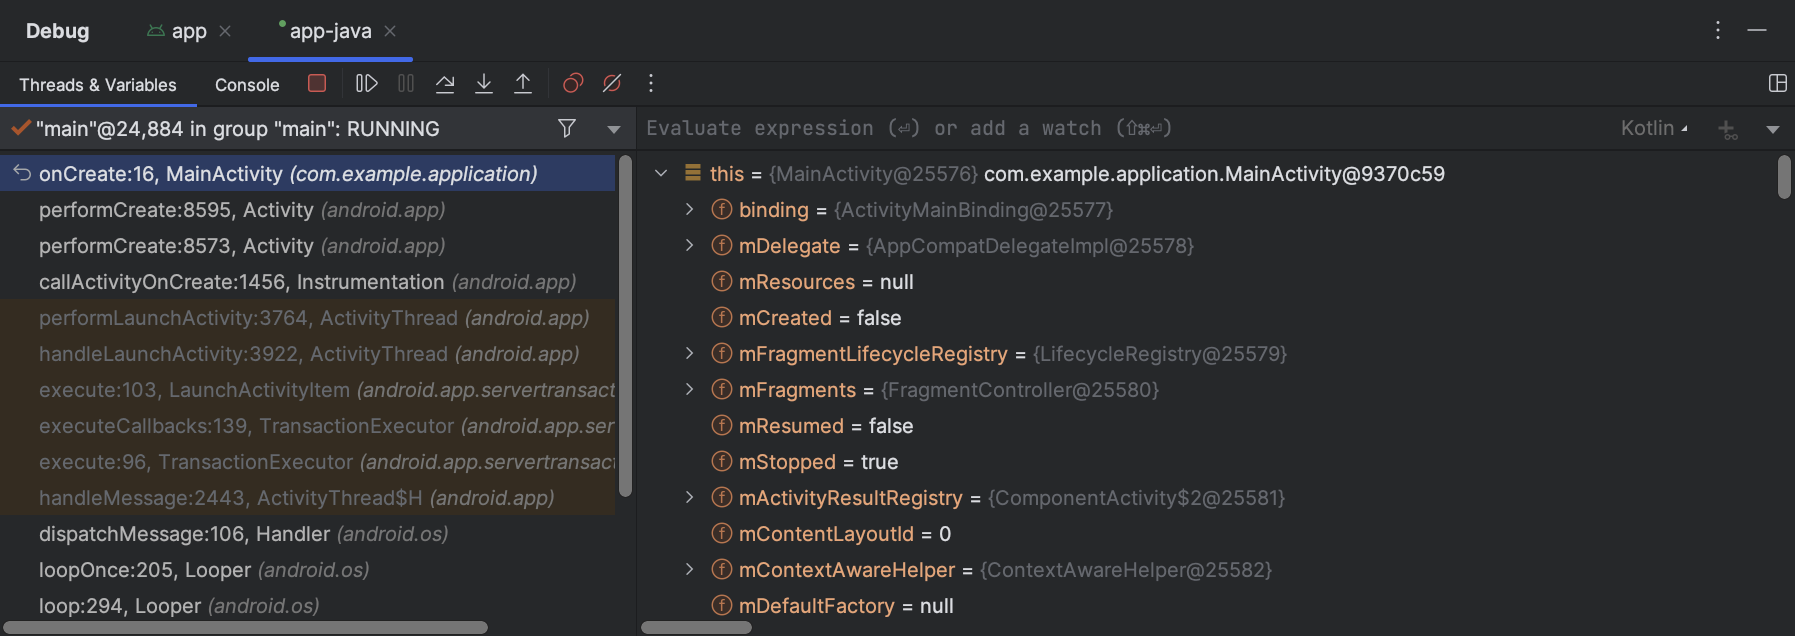 Debug app app-java
Threads & Variables Console
"main"@24,884 in group "main": RUNNING
onCreate:16, MainActivity (com.example.application)
performCreate:8595, Activity (android.app)
performCreate:8573, Activity (android.app)
callActivityOnCreate:1456, Instrumentation (android.app)
performLaunchActivity:3764, ActivityThread (android.app)
handleLaunchActivity:3922, ActivityThread (android.app)
execute:103, LaunchActivityItem (android.app.servertransact
executeCallbacks:139, TransactionExecutor (android.app.ser
execute:96, TransactionExecutor (android.app.servertransact
handleMessage:2443, ActivityThread$H (android.app)
dispatchMessage:106, Handler (android.os)
loopOnce:205, Looper (android.os)
loop:294, Looper (android.os)
Evaluate expression (⏎) or add a watch (⇧⌘⏎) Kotlin
this = {MainActivity@25576} com.example.application.MainActivity@9370c59
binding = {ActivityMainBinding@25577}
mDelegate = {AppCompatDelegateImpl@25578}
mResources = null
mCreated = false
mFragmentLifecycleRegistry = {LifecycleRegistry@25579}
mFragments = {FragmentController@25580}
mResumed = false
mStopped = true
mActivityResultRegistry = {ComponentActivity$2@25581}
mContentLayoutId = 0
mContextAwareHelper = {ContextAwareHelper@25582}
mDefaultFactory = null